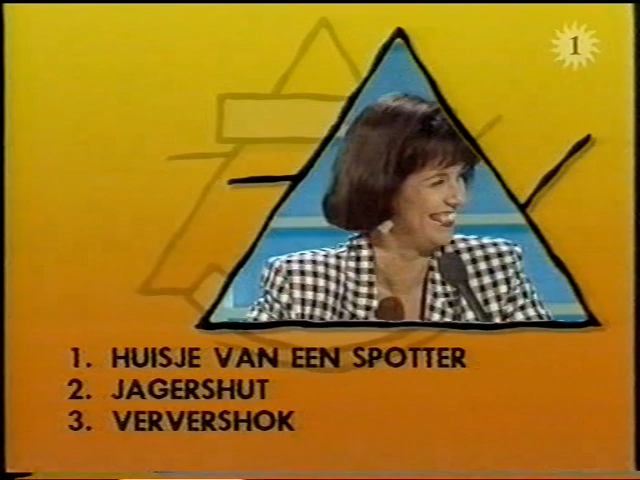 1
1. HUISJE VAN EEN SPOTTER
2. JAGERSHUT
3. VERVERSHOK